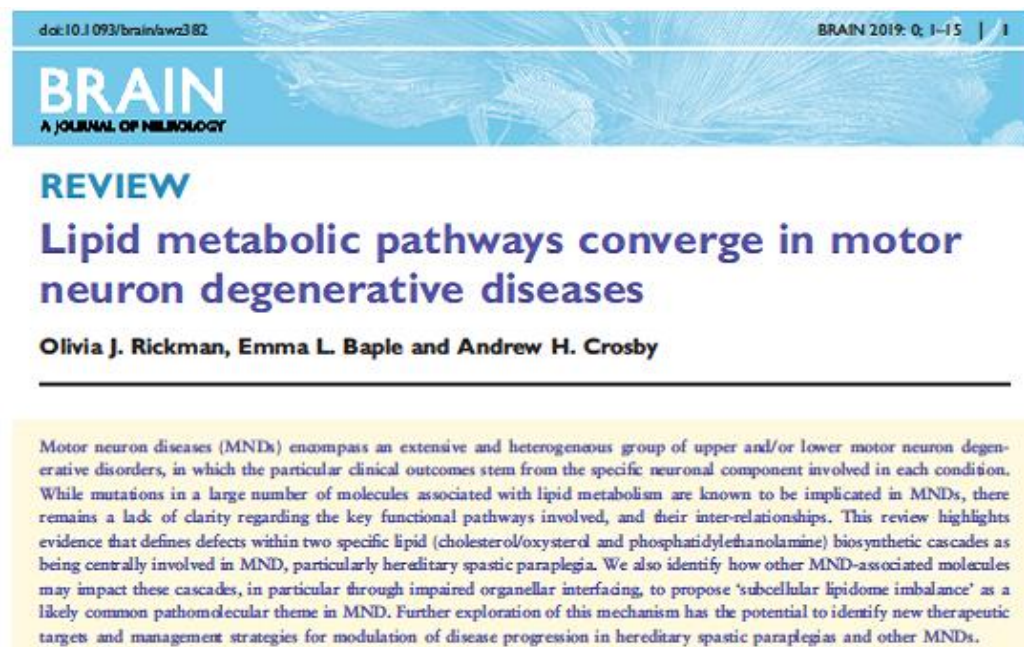 doi:10.1093/brain/awz382
BRAIN 2019: 0; 1–15 | 1
BRAIN
A JOURNAL OF NEUROLOGY
REVIEW
Lipid metabolic pathways converge in motor
neuron degenerative diseases
Olivia J. Rickman, Emma L. Baple and Andrew H. Crosby
Motor neuron diseases (MNDs) encompass an extensive and heterogeneous group of upper and/or lower motor neuron degen-
erative disorders, in which the particular clinical outcomes stem from the specific neuronal component involved in each condition.
While mutations in a large number of molecules associated with lipid metabolism are known to be implicated in MNDs, there
remains a lack of clarity regarding the key functional pathways involved, and their inter-relationships. This review highlights
evidence that defines defects within two specific lipid (cholesterol/oxysterol and phosphatidylethanolamine) biosynthetic cascades as
being centrally involved in MND, particularly hereditary spastic paraplegia. We also identify how other MND-associated molecules
may impact these cascades, in particular through impaired organellar interfacing, to propose ‘subcellular lipidome imbalance’ as a
likely common pathomolecular theme in MND. Further exploration of this mechanism has the potential to identify new therapeutic
targets and management strategies for modulation of disease progression in hereditary spastic paraplegias and other MNDs.